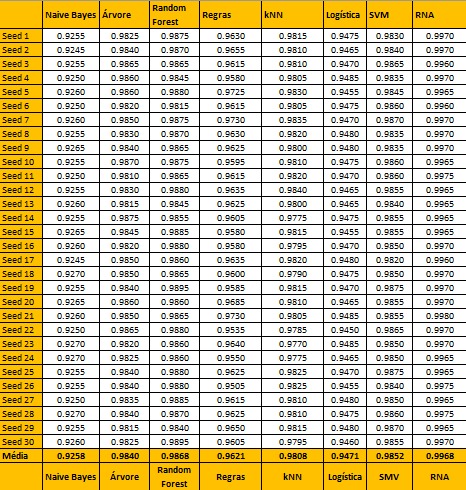 Naive Bayes Árvore Random Forest Regras kNN Logística SVM RNA
Seed 1 0.9255 0.9825 0.9875 0.9630 0.9815 0.9475 0.9830 0.9970
Seed 2 0.9245 0.9840 0.9870 0.9655 0.9810 0.9465 0.9840 0.9970
Seed 3 0.9255 0.9865 0.9865 0.9615 0.9810 0.9470 0.9865 0.9960
Seed 4 0.9250 0.9860 0.9845 0.9580 0.9805 0.9485 0.9835 0.9970
Seed 5 0.9260 0.9860 0.9880 0.9725 0.9830 0.9455 0.9845 0.9965
Seed 6 0.9250 0.9820 0.9815 0.9615 0.9805 0.9475 0.9860 0.9960
Seed 7 0.9260 0.9850 0.9875 0.9730 0.9835 0.9470 0.9870 0.9970
Seed 8 0.9255 0.9830 0.9870 0.9630 0.9820 0.9480 0.9835 0.9970
Seed 9 0.9265 0.9840 0.9865 0.9625 0.9800 0.9480 0.9835 0.9970
Seed 10 0.9255 0.9870 0.9875 0.9595 0.9810 0.9475 0.9860 0.9965
Seed 11 0.9250 0.9810 0.9865 0.9615 0.9820 0.9470 0.9860 0.9975
Seed 12 0.9255 0.9830 0.9880 0.9635 0.9840 0.9465 0.9855 0.9965
Seed 13 0.9260 0.9815 0.9845 0.9625 0.9800 0.9465 0.9840 0.9965
Seed 14 0.9255 0.9875 0.9855 0.9605 0.9775 0.9475 0.9855 0.9965
Seed 15 0.9265 0.9845 0.9885 0.9580 0.9815 0.9455 0.9855 0.9965
Seed 16 0.9260 0.9820 0.9880 0.9580 0.9795 0.9470 0.9850 0.9970
Seed 17 0.9245 0.9850 0.9860 0.9635 0.9820 0.9480 0.9820 0.9960
Seed 18 0.9270 0.9850 0.9865 0.9600 0.9790 0.9475 0.9850 0.9970
Seed 19 0.9255 0.9840 0.9895 0.9585 0.9815 0.9470 0.9875 0.9970
Seed 20 0.9265 0.9860 0.9860 0.9685 0.9810 0.9465 0.9855 0.9970
Seed 21 0.9260 0.9850 0.9865 0.9730 0.9805 0.9485 0.9855 0.9980
Seed 22 0.9250 0.9865 0.9880 0.9535 0.9785 0.9450 0.9865 0.9970
Seed 23 0.9270 0.9820 0.9860 0.9640 0.9770 0.9485 0.9850 0.9970
Seed 24 0.9270 0.9825 0.9860 0.9550 0.9775 0.9465 0.9850 0.9965
Seed 25 0.9255 0.9840 0.9880 0.9625 0.9825 0.9470 0.9875 0.9965
Seed 26 0.9255 0.9840 0.9880 0.9505 0.9825 0.9455 0.9840 0.9975
Seed 27 0.9250 0.9835 0.9885 0.9615 0.9810 0.9480 0.9850 0.9965
Seed 28 0.9270 0.9840 0.9870 0.9625 0.9810 0.9475 0.9860 0.9975
Seed 29 0.9255 0.9815 0.9840 0.9650 0.9815 0.9480 0.9870 0.9965
Seed 30 0.9260 0.9825 0.9895 0.9605 0.9795 0.9460 0.9855 0.9970
Média 0.9258 0.9840 0.9868 0.9621 0.9808 0.9471 0.9852 0.9968
Naive Bayes Árvore Random Forest Regras kNN Logística SMV RNA